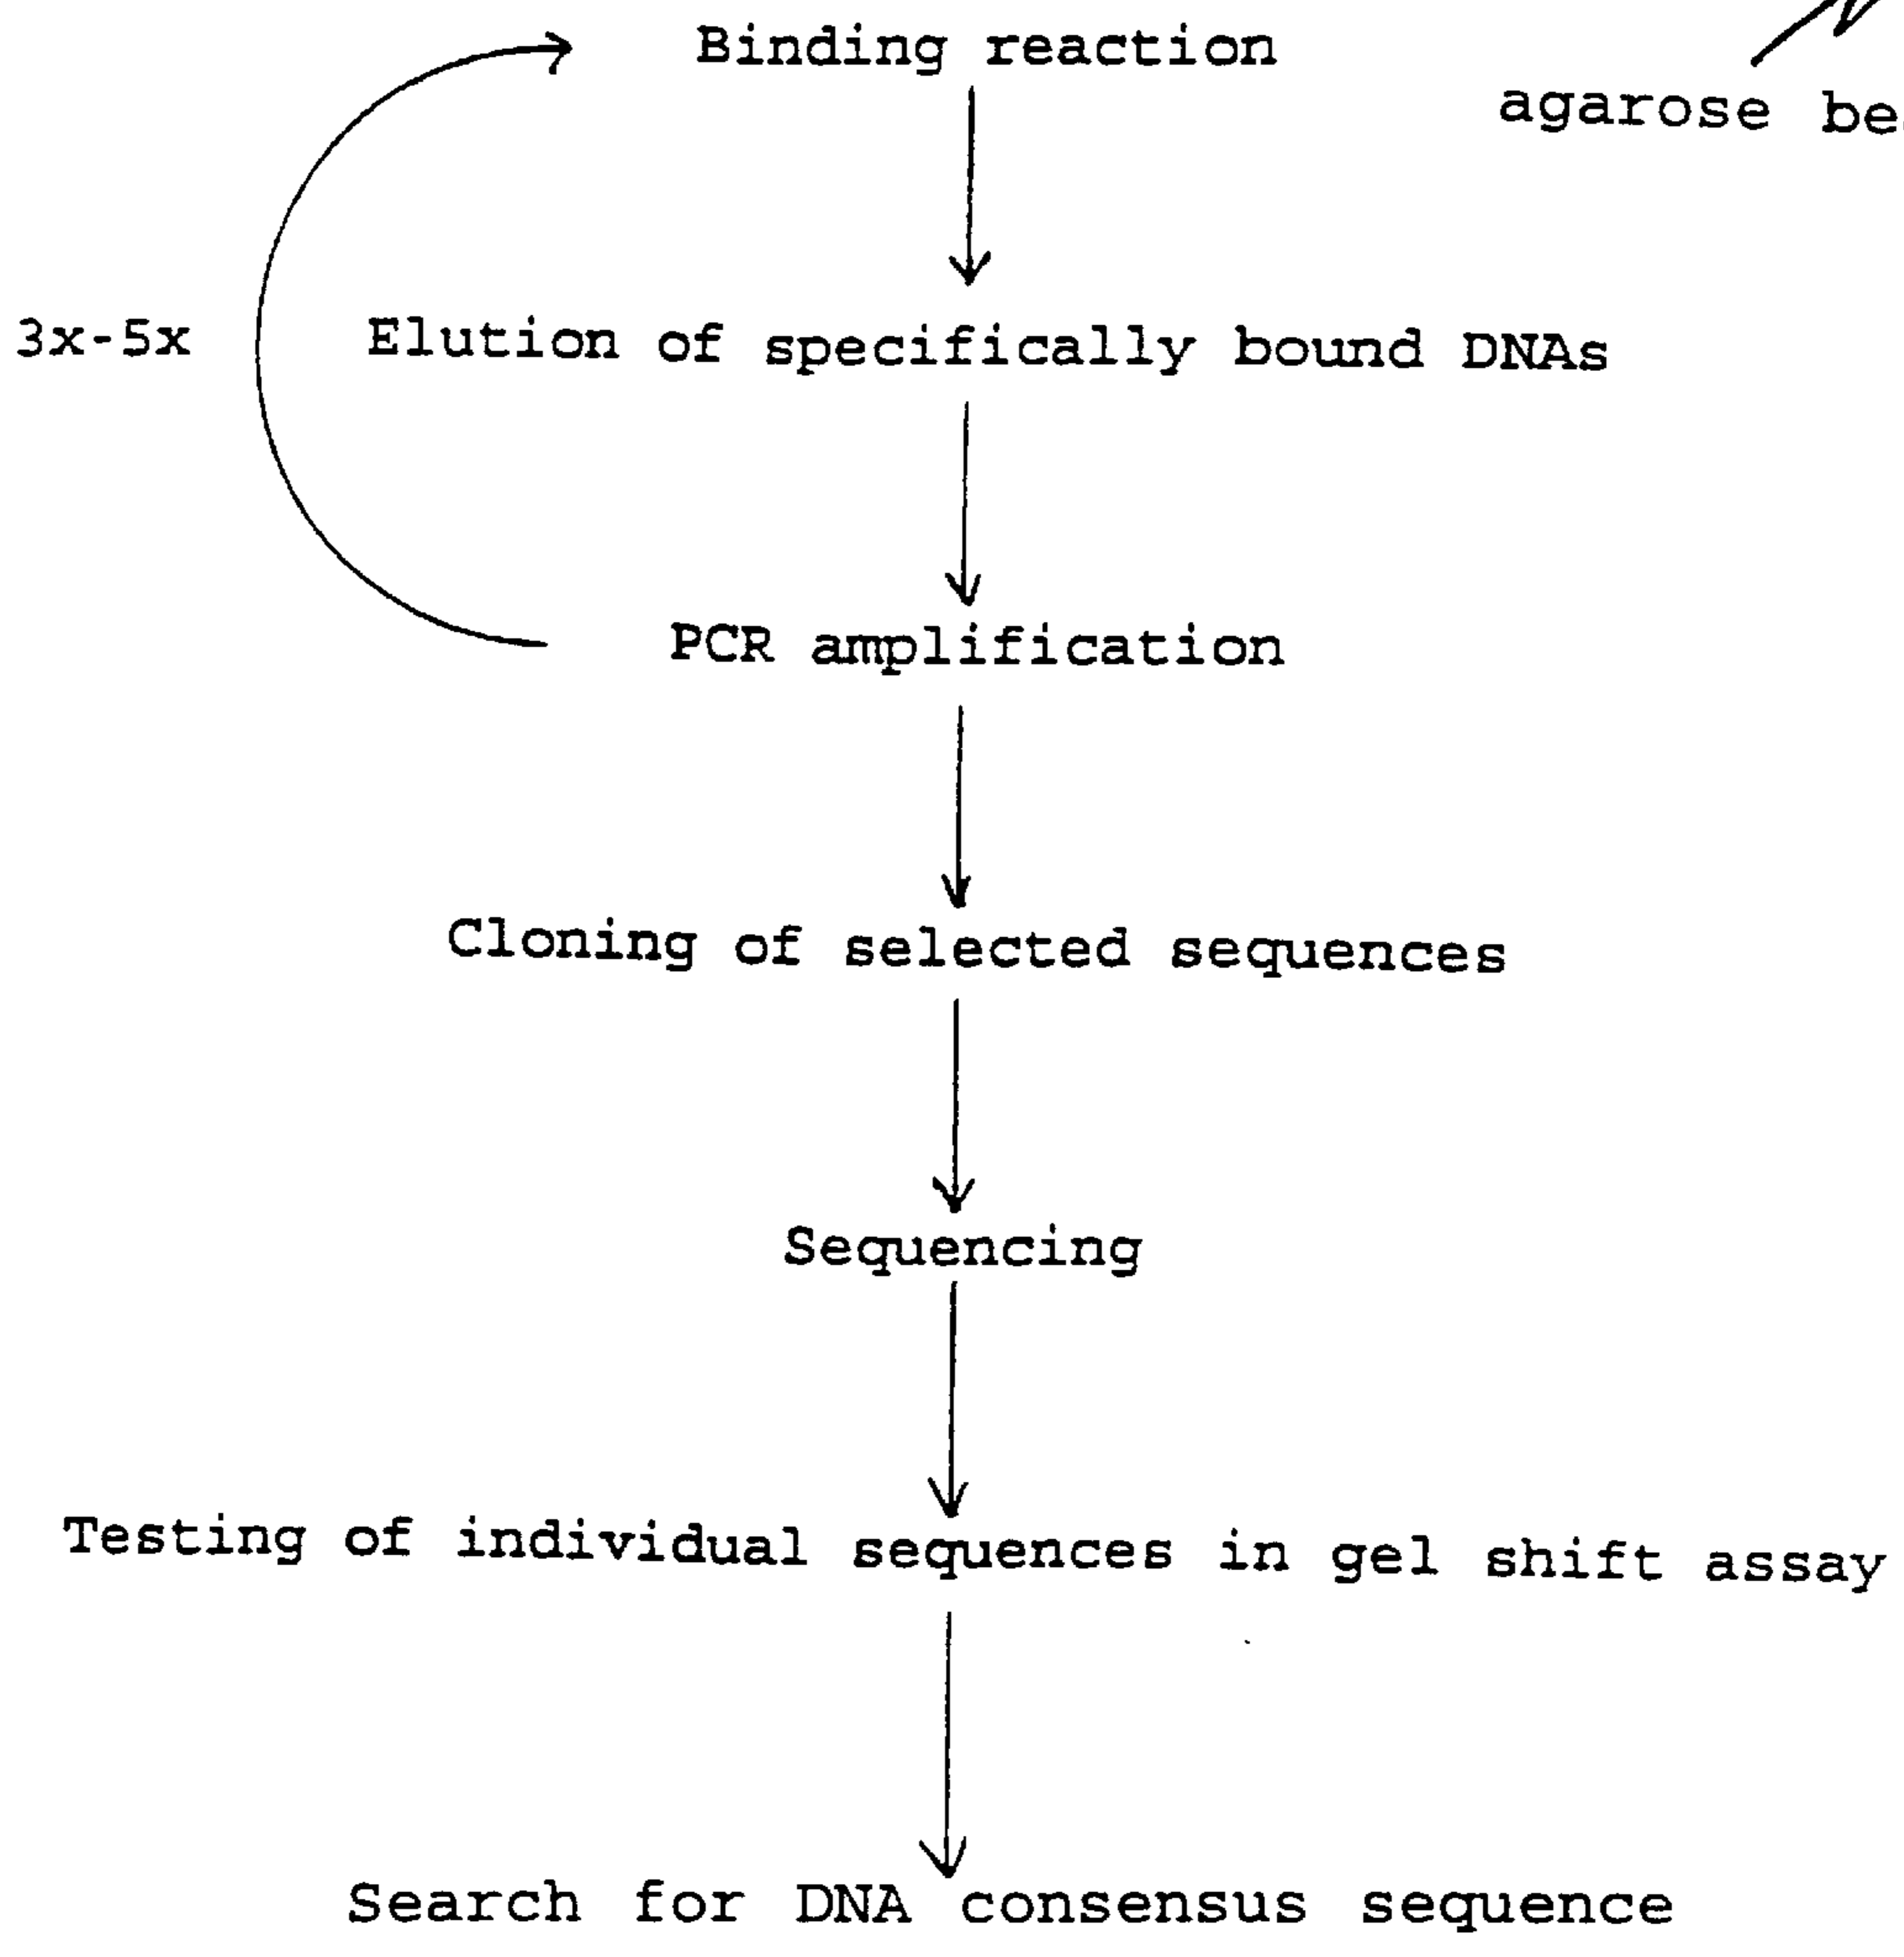 Binding reaction
agarose
3x-5x
Elution of specifically bound DNAs
PCR amplification
Cloning of selected sequences
Sequencing
Testing of individual sequences in gel shift assay
Search for DNA consensus sequence